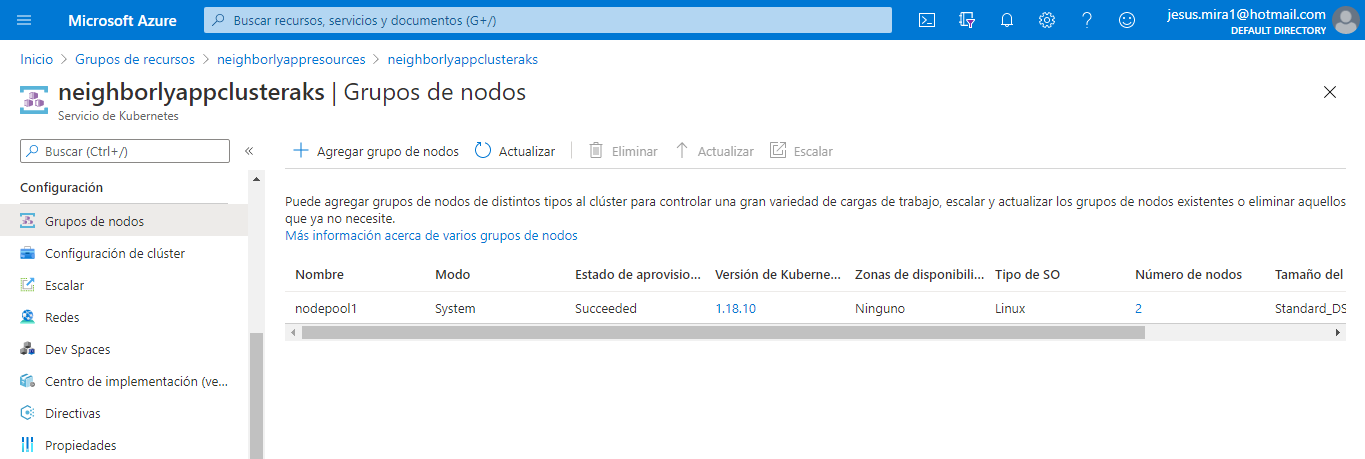 Microsoft Azure
Buscar recursos, servicios y documentos (G+/)
jesus.mira1@hotmail.com
DEFAULT DIRECTORY
Inicio > Grupos de recursos > neighborlyappresources > neighborlyappclusteraks
neighborlyappclusteraks | Grupos de nodos
Servicio de Kubernetes
Buscar (Ctrl+/)
«
Agregar grupo de nodos
Actualizar
Eliminar
Actualizar
Escalar
Configuración
Grupos de nodos
Configuración de clúster
Escalar
Redes
Dev Spaces
Centro de implementación (ve...
Directivas
Propiedades
Puede agregar grupos de nodos de distintos tipos al clúster para controlar una gran variedad de cargas de trabajo, escalar y actualizar los grupos de nodos existentes o eliminar aquellos
que ya no necesite.
Más información acerca de varios grupos de nodos
Nombre Modo Estado de aprovisio... Versión de Kuberne... Zonas de disponibili... Tipo de SO Número de nodos Tamaño del
nodepool1 System Succeeded 1.18.10 Ninguno Linux 2 Standard_DS